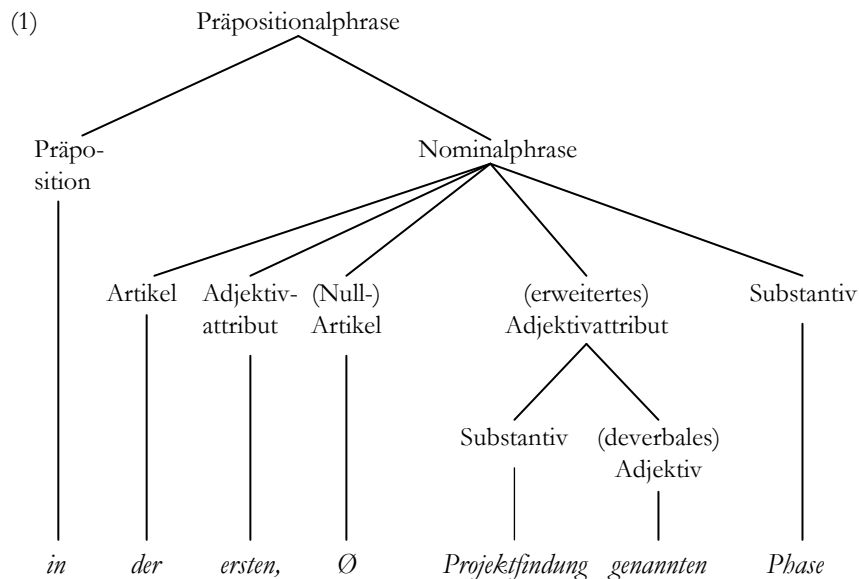 (1)
Präpositionalphrase
Präpo-
sition
Nominalphrase
Artikel
Adjektiv-
attribut
(Null-)
Artikel
(erweitertes)
Adjektivattribut
Substantiv
Substantiv
(deverbales)
Adjektiv
in der ersten, Ø Projektfindung genannten Phase